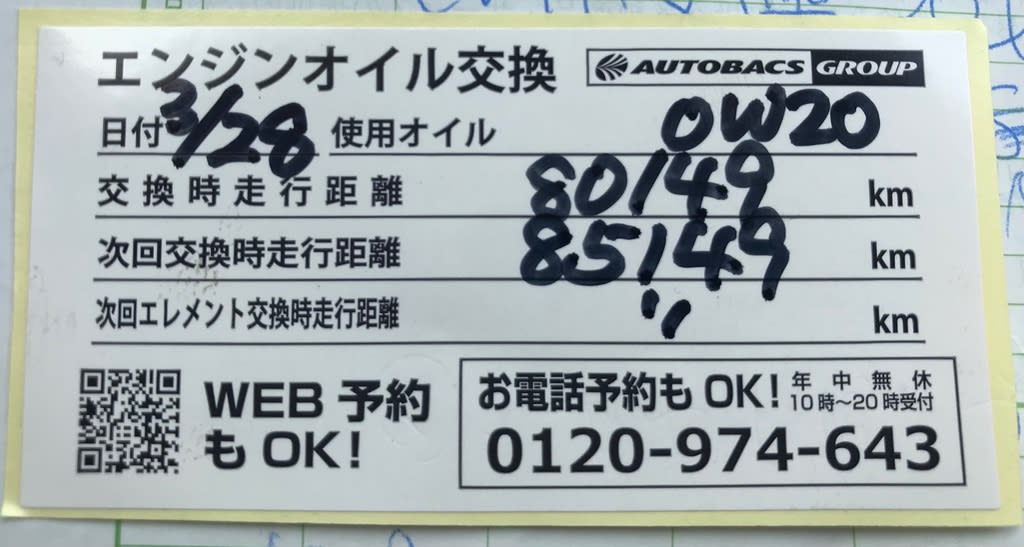 エンジンオイル交換 AUTOBACS GROUP
日付 3/28 使用オイル 0W20
交換時走行距離 80149 km
次回交換時走行距離 85149 km
次回エレメント交換時走行距離 〃 km
WEB 予約
もOK!
お電話予約も OK! 年中無休
10時~20時受付
0120-974-643